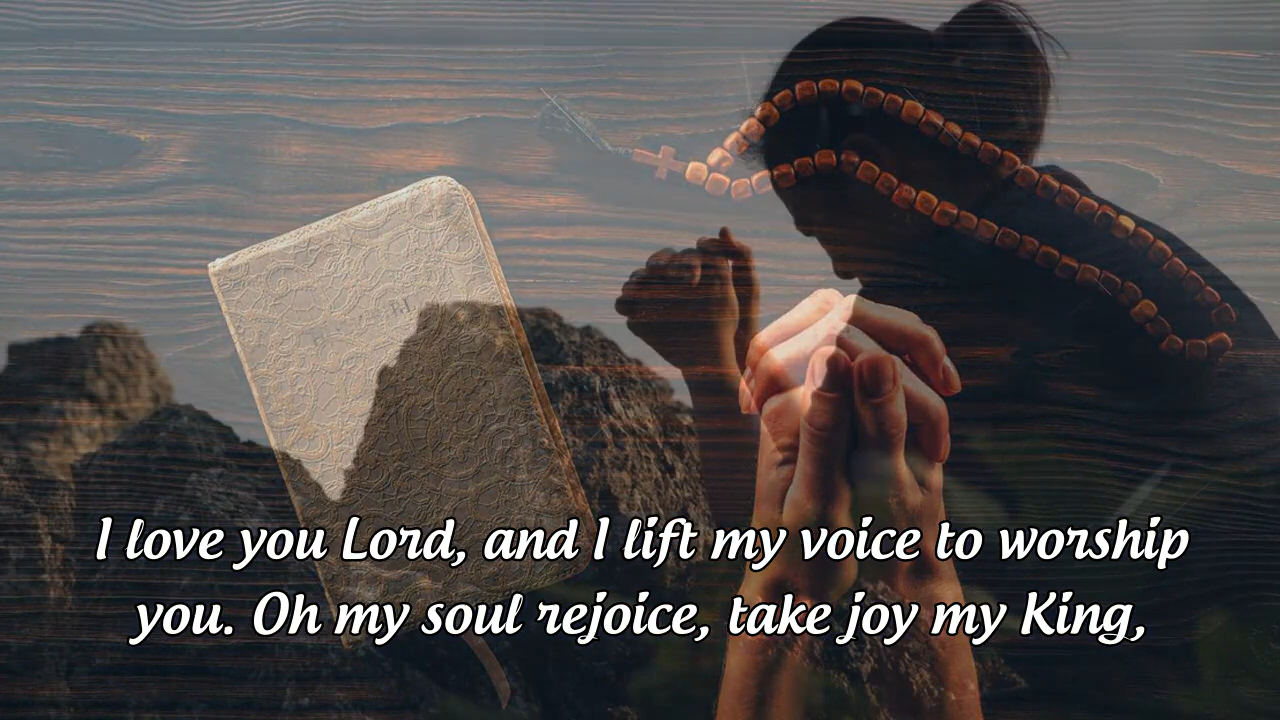 I love you Lord, and I lift my voice to worship
you. Oh my soul rejoice, take joy my King,